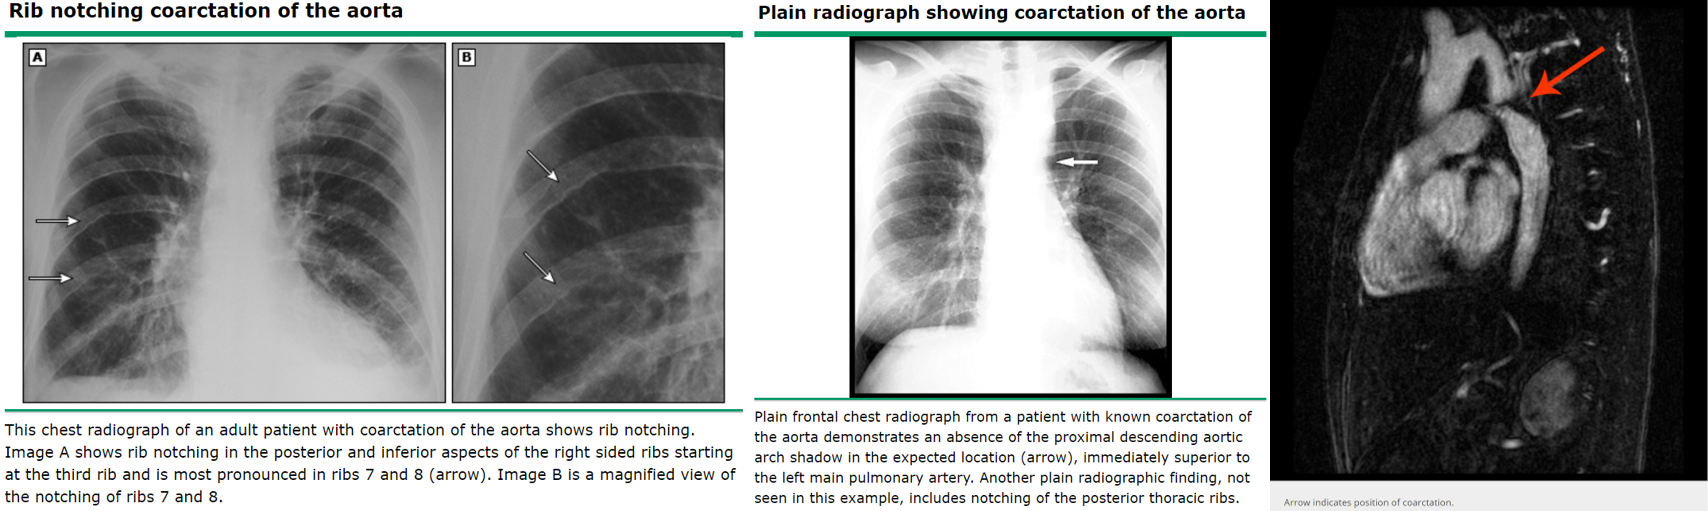 Rib notching coarctation of the aorta
A
B
This chest radiograph of an adult patient with coarctation of the aorta shows rib notching.
Image A shows rib notching in the posterior and inferior aspects of the right sided ribs starting
at the third rib and is most pronounced in ribs 7 and 8 (arrow). Image B is a magnified view of
the notching of ribs 7 and 8.
Plain radiograph showing coarctation of the aorta
Plain frontal chest radiograph from a patient with known coarctation of
the aorta demonstrates an absence of the proximal descending aortic
arch shadow in the expected location (arrow), immediately superior to
the left main pulmonary artery. Another plain radiographic finding, not
seen in this example, includes notching of the posterior thoracic ribs.
Arrow indicates position of coarctation.